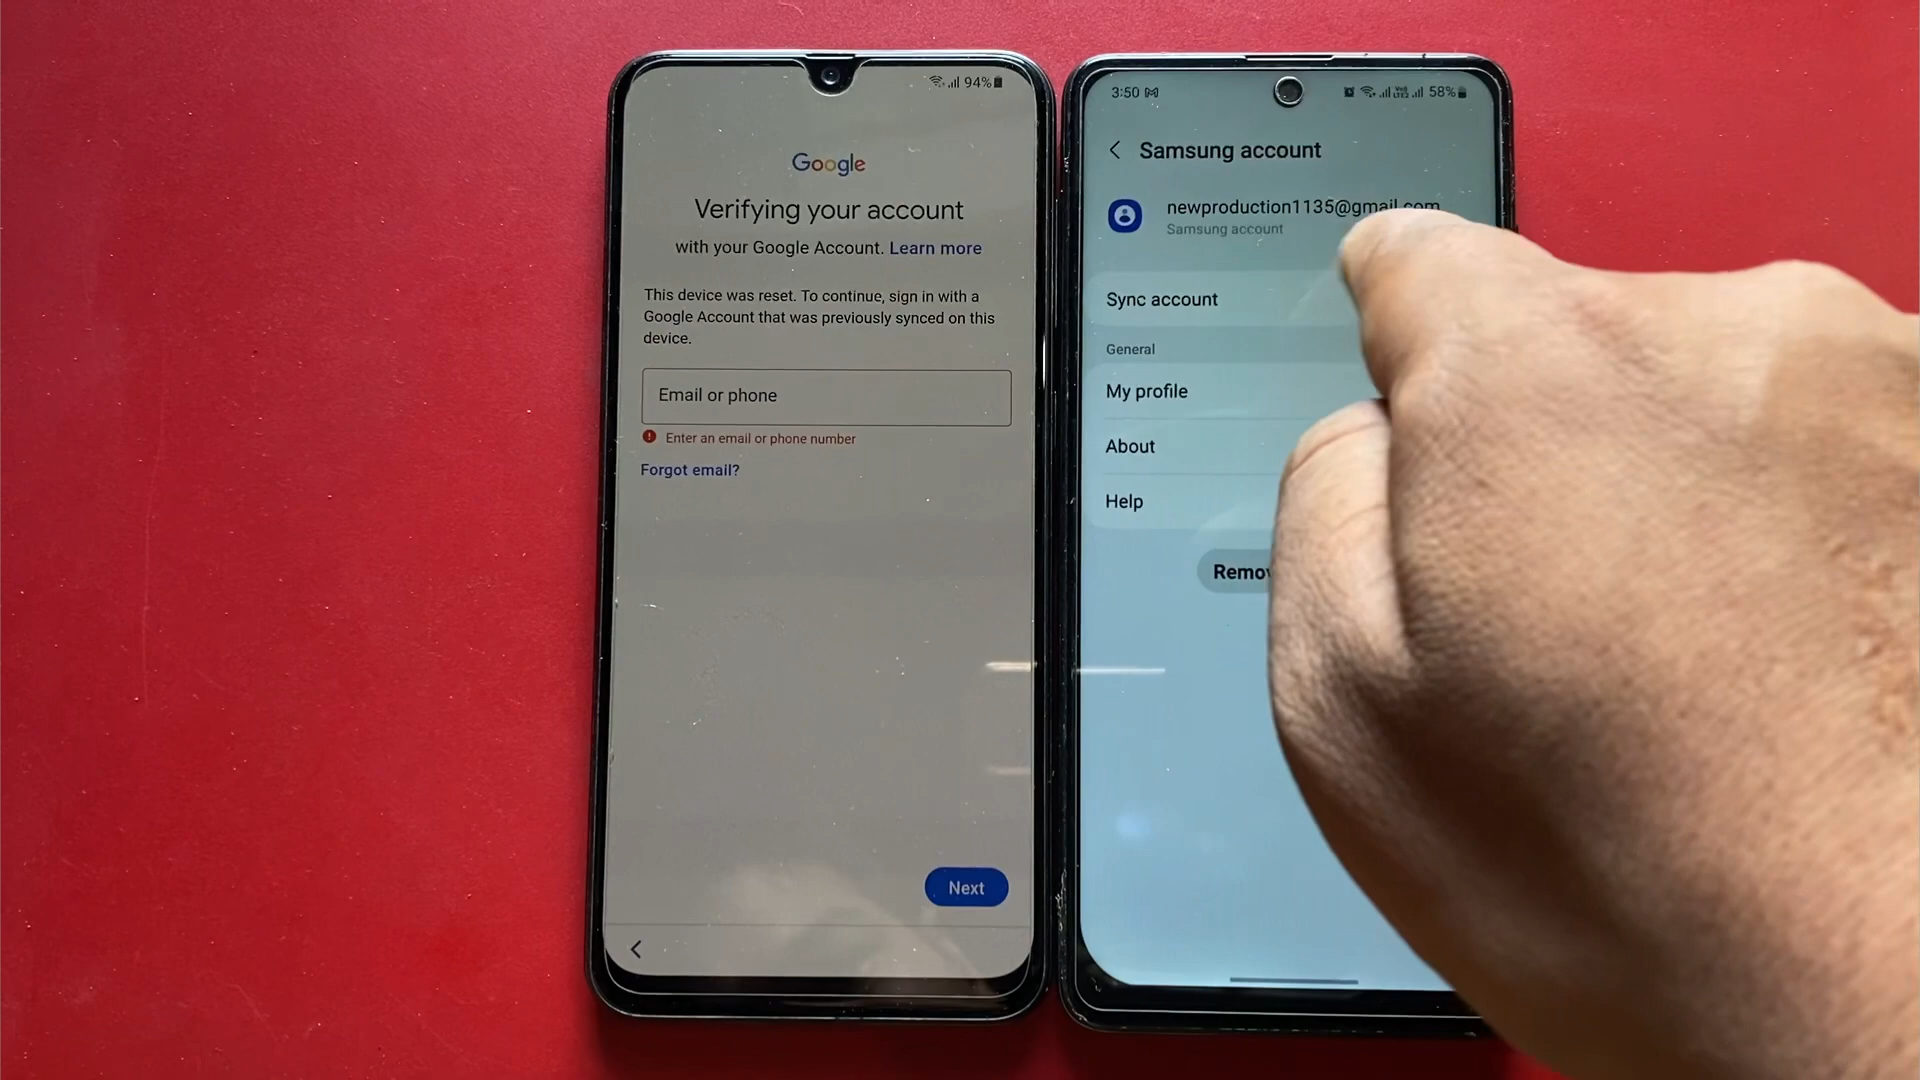 94%
Google
Verifying your account
with your Google Account. Learn more
This device was reset. To continue, sign in with a
Google Account that was previously synced on this
device.
Email or phone
Enter an email or phone number
Forgot email?
Next
3:50
58%
Samsung account
newproduction1135@gmail.com
Samsung account
Sync account
General
My profile
About
Help
Remov